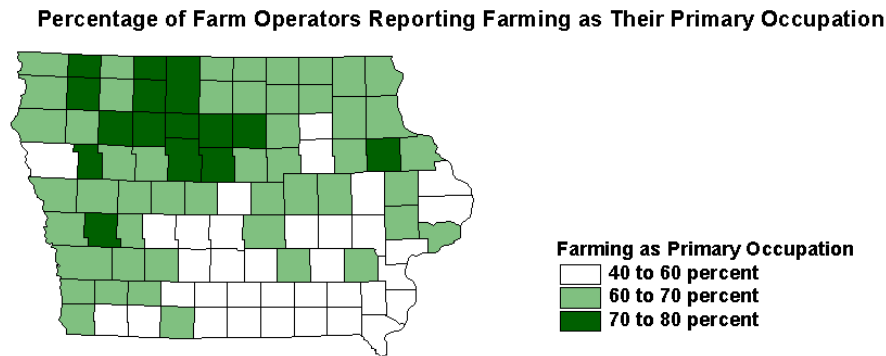 Percentage of Farm Operators Reporting Farming as Their Primary Occupation
Farming as Primary Occupation
40 to 60 percent
60 to 70 percent
70 to 80 percent